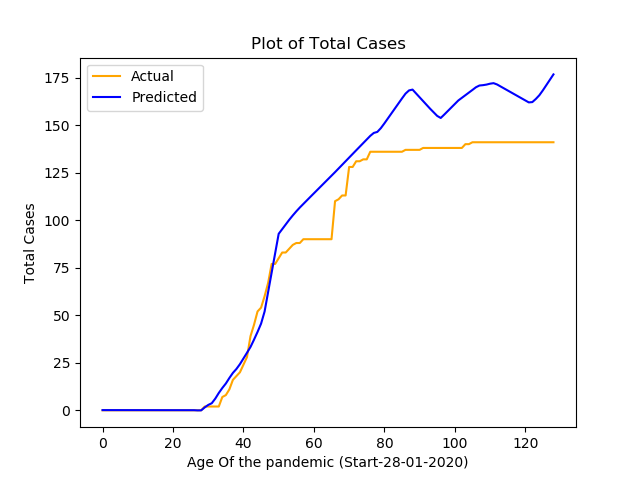 Plot of Total Cases
Actual
Predicted
175
150
125
100
75
50
25
0
Total Cases
0 20 40 60 80 100 120
Age Of the pandemic (Start-28-01-2020)